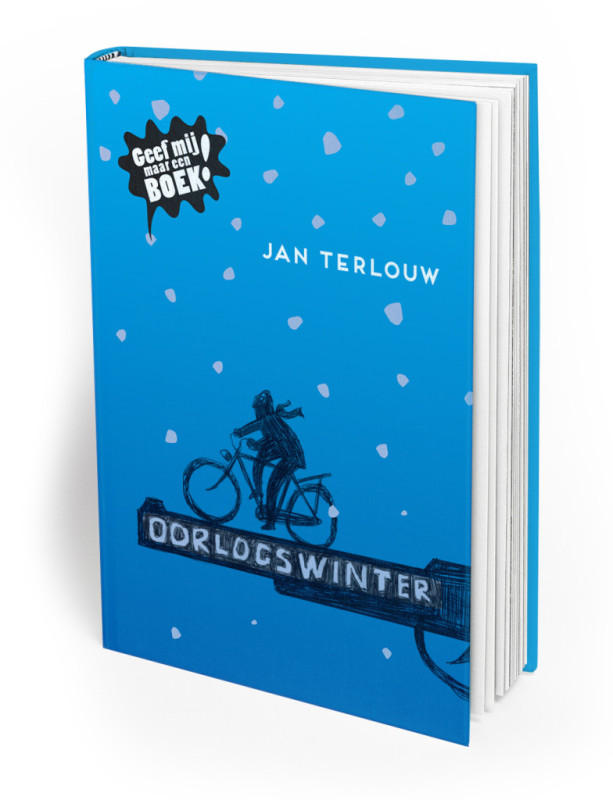 Geef mij
maar een
BOEK!
JAN TERLOUW
OORLOGSWINTER